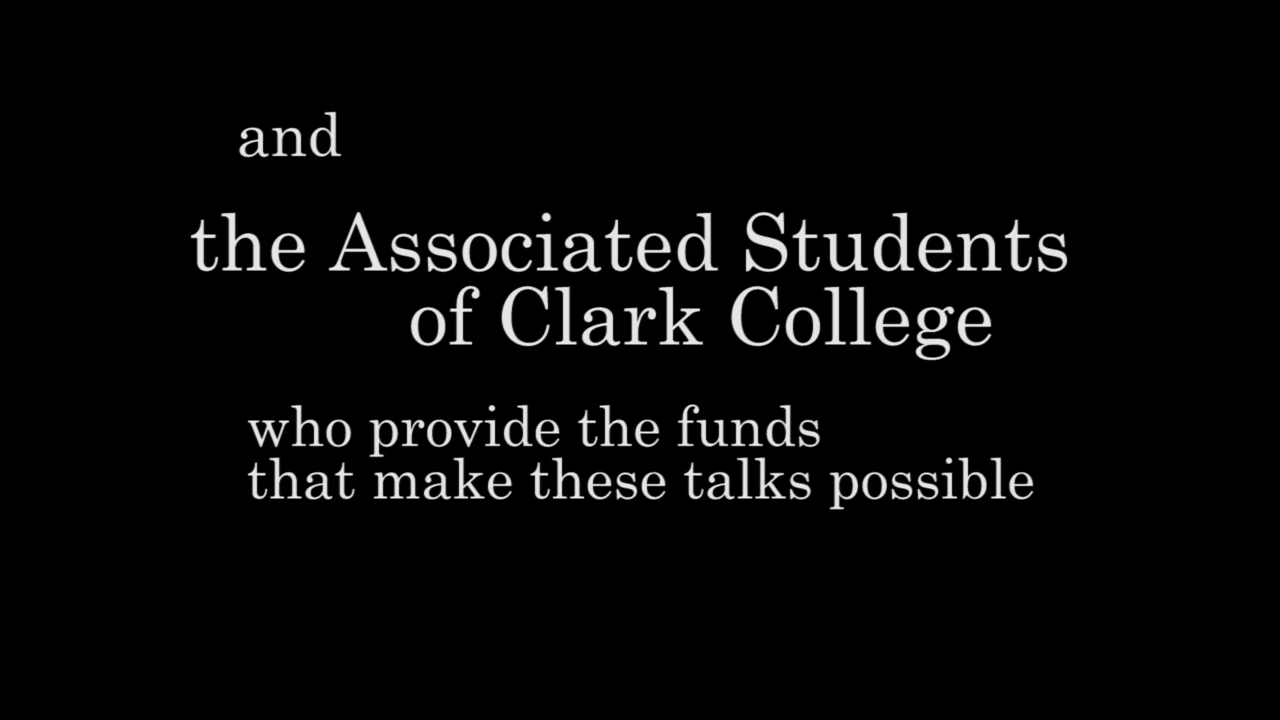 and
the Associated Students
of Clark College
who provide the funds
that make these talks possible